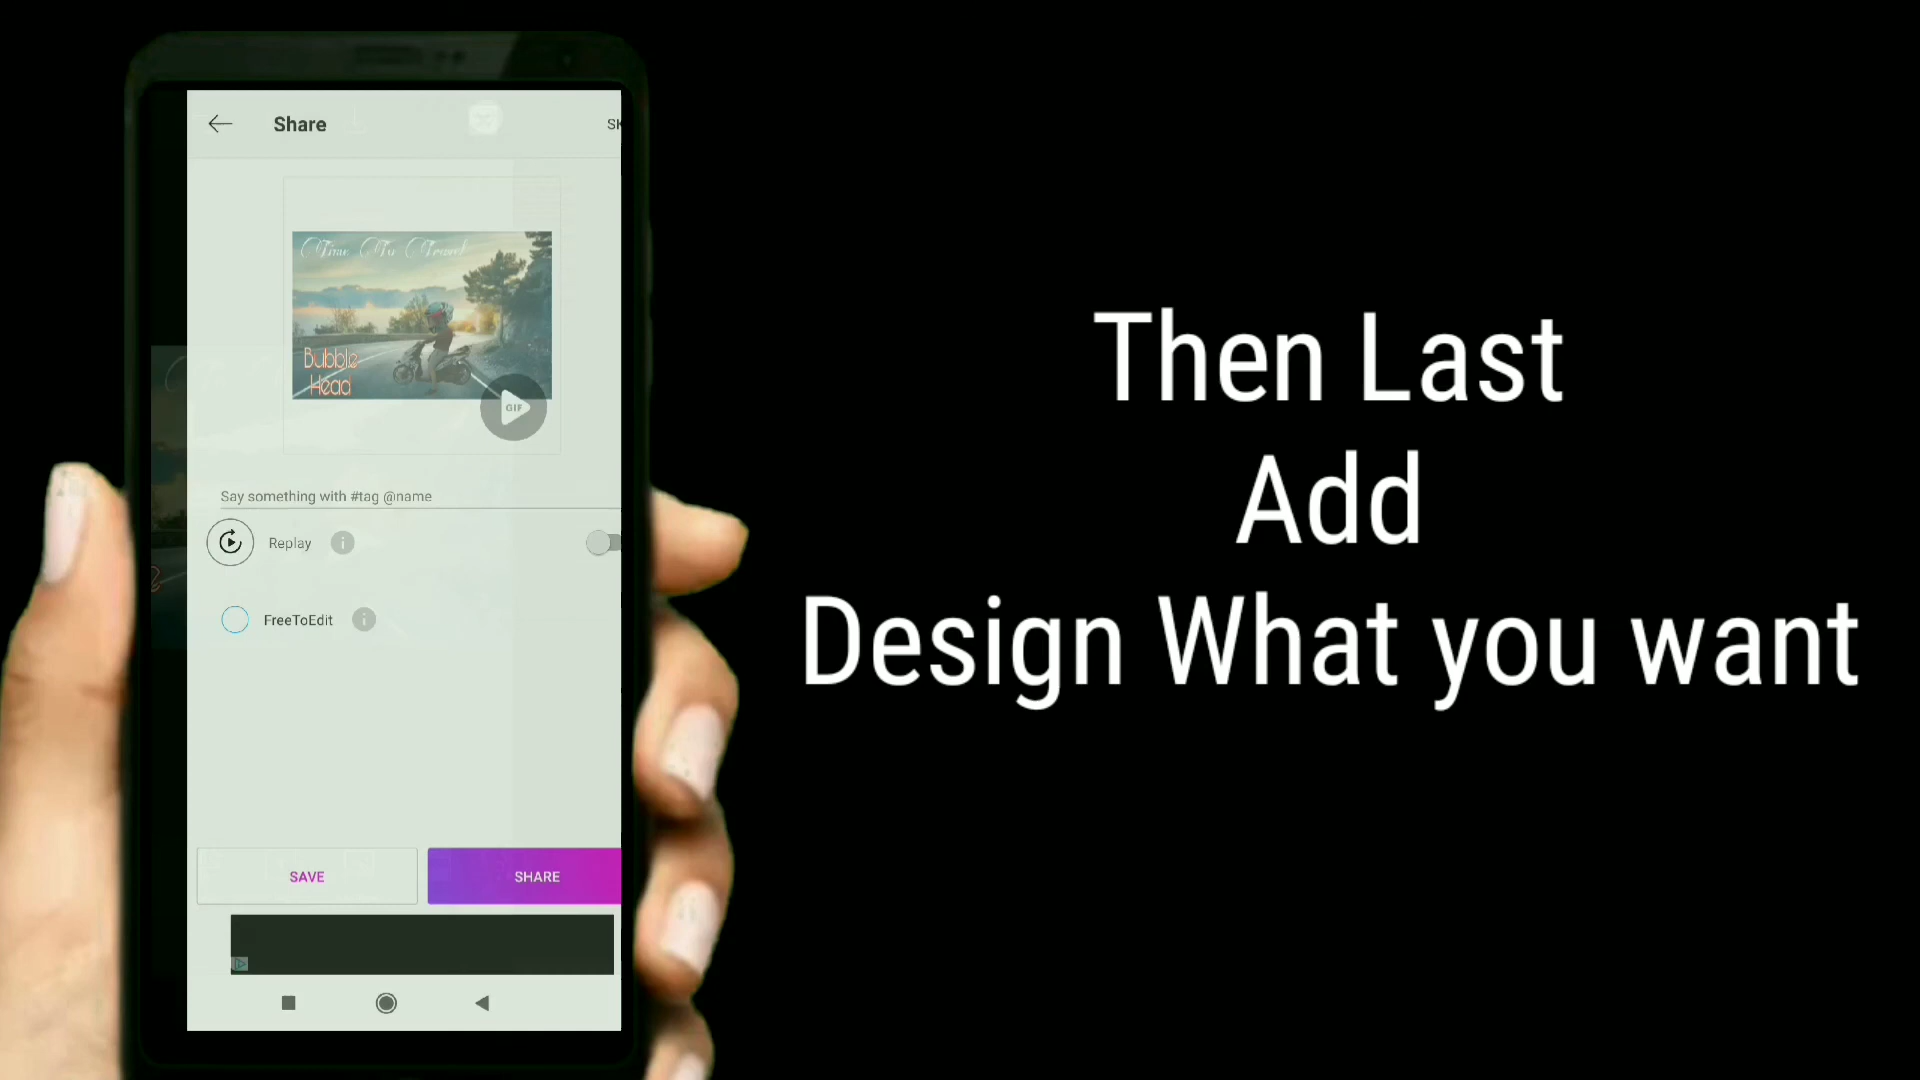 Share
SK
Time To Travel
Bubble
Head
GIF
Say something with #tag @name
Replay
FreeToEdit
SAVE
SHARE
Then Last
Add
Design What you want